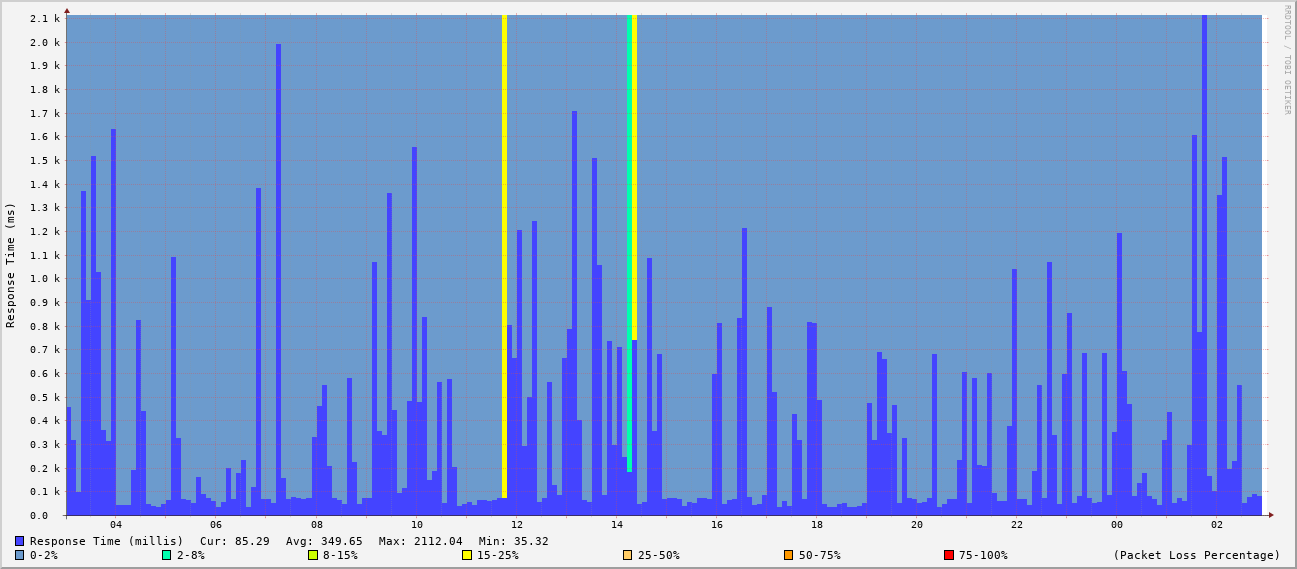 2.1 k
2.0 k
1.9 k
1.8 k
1.7 k
1.6 k
1.5 k
1.4 k
1.3 k
1.2 k
1.1 k
1.0 k
0.9 k
0.8 k
0.7 k
0.6 k
0.5 k
0.4 k
0.3 k
0.2 k
0.1 k
0.0
Response Time (ms)
RRDTOOL / TOBI OETIKER
04 06 08 10 12 14 16 18 20 22 00 02
Response Time (millis) Cur: 85.29 Avg: 349.65 Max: 2112.04 Min: 35.32
0-2% 2-8% 8-15% 15-25% 25-50% 50-75% 75-100% (Packet Loss Percentage)